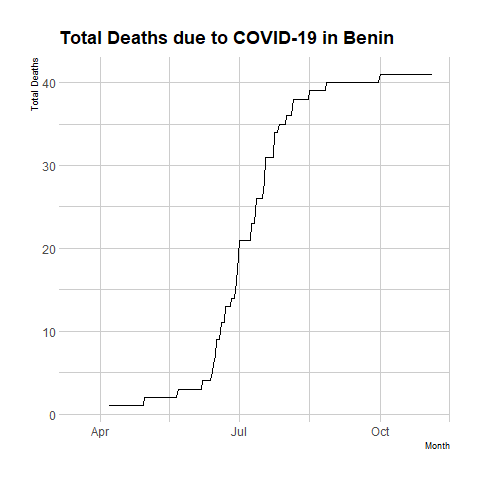 Total Deaths due to COVID-19 in Benin
Total Deaths
40
30
20
10
0
Apr Jul Oct
Month